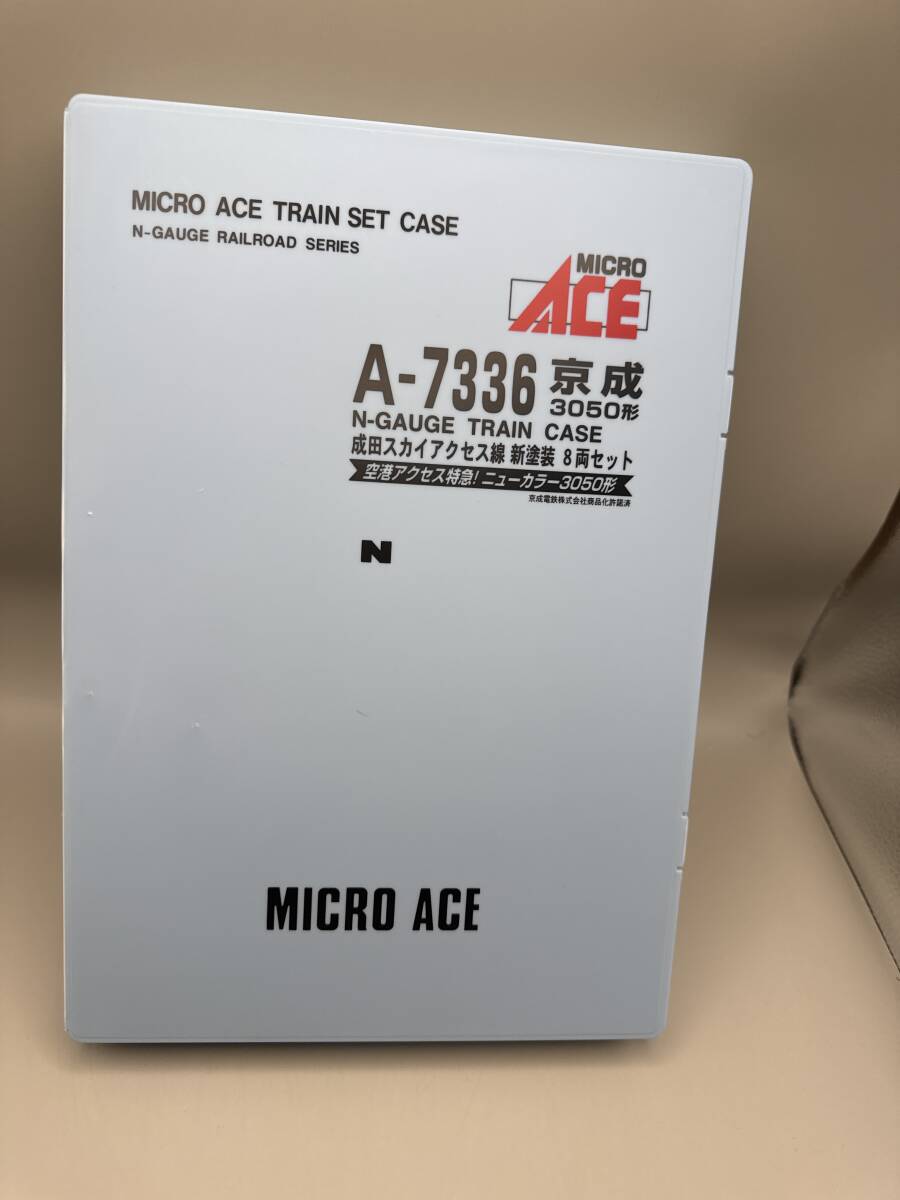 MICRO ACE TRAIN SET CASE
N-GAUGE RAILROAD SERIES
MICRO
ACE
A-7336 京成
3050形
N-GAUGE TRAIN CASE
成田スカイアクセス線 新塗装 8両セット
空港アクセス特急! ニューカラー3050形
京成電鉄株式会社商品化許諾済
N
MICRO ACE